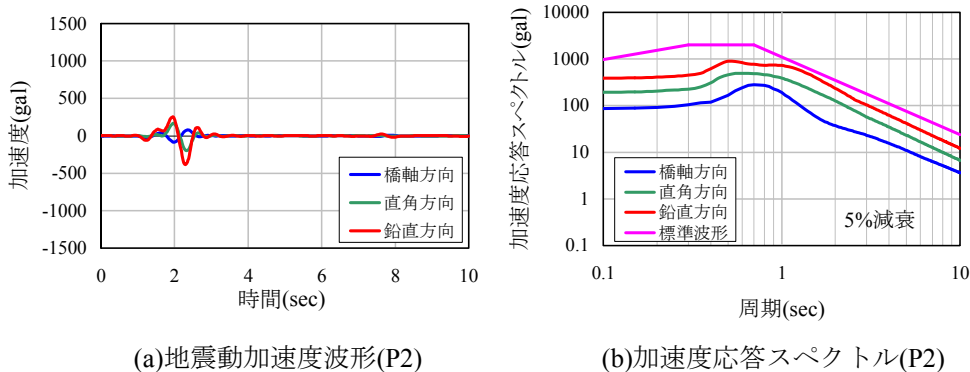 1500
1000
500
0
-500
-1000
-1500
加速度(gal)
橋軸方向
直角方向
鉛直方向
0 2 4 6 8 10
時間(sec)
(a)地震動加速度波形(P2)
10000
1000
100
10
1
0.1
加速度応答スペクトル(gal)
橋軸方向
直角方向
鉛直方向
標準波形
5%減衰
0.1 1 10
周期(sec)
(b)加速度応答スペクトル(P2)